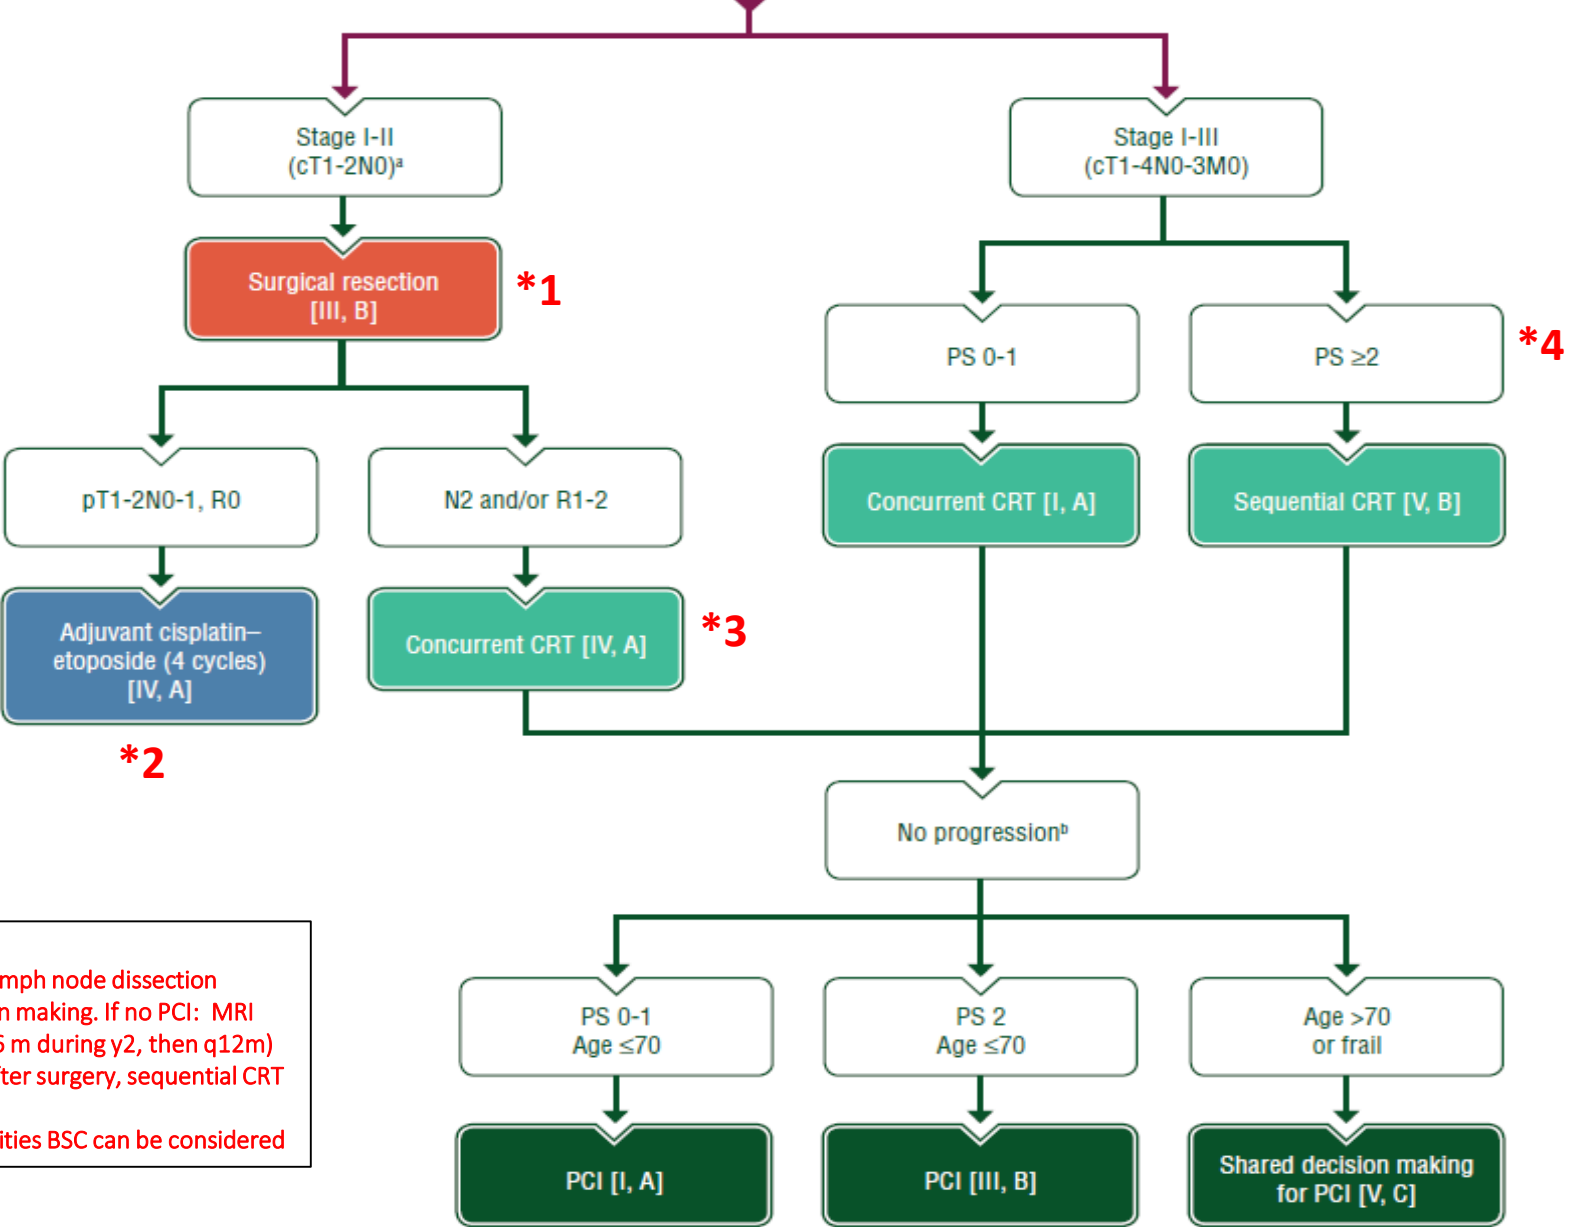 Stage I-II
(cT1-2N0)ᵃ
Stage I-III
(cT1-4N0-3M0)
Surgical resection
[III, B]
*1
PS 0-1
PS ≥2
*4
pT1-2N0-1, R0
N2 and/or R1-2
Concurrent CRT [I, A]
Sequential CRT [V, B]
Adjuvant cisplatin–
etoposide (4 cycles)
[IV, A]
Concurrent CRT [IV, A]
*3
*2
No progressionᵇ
node dissection
making. If no PCI: MRI
m during y2, then q12m)
surgery, sequential CRT
BSC can be considered
PS 0-1
Age ≤70
PS 2
Age ≤70
Age >70
or frail
PCI [I, A]
PCI [III, B]
Shared decision making
for PCI [V, C]